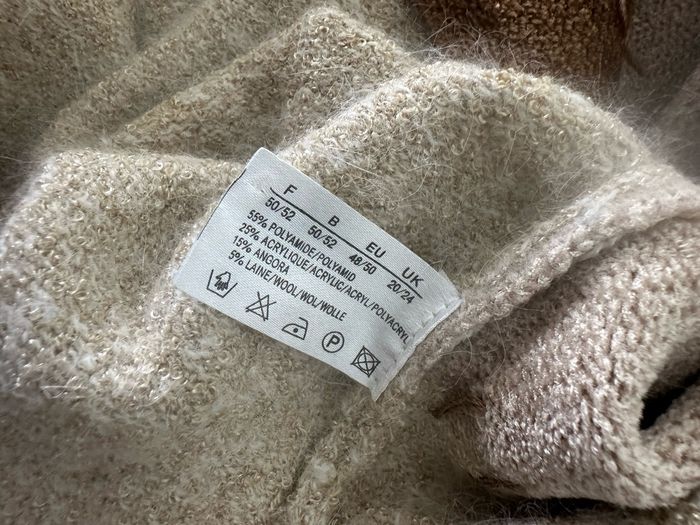 F B EU UK
50/52 50/52 48/50 20/24
55% POLYAMIDE/POLYAMID
25% ACRYLIQUE/ACRYLIC/ACRYL/POLYACRYL
15% ANGORA
5% LAINE/WOOL/WOL/WOLLE
P